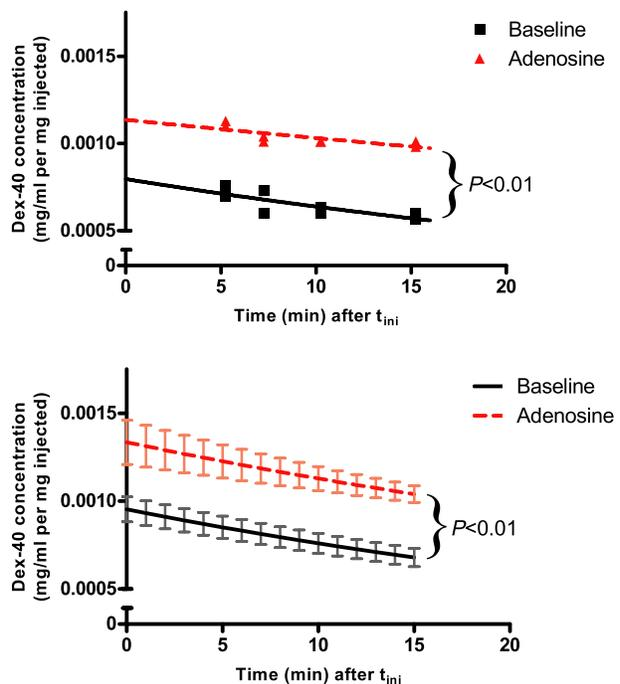 Baseline
Adenosine
Dex-40 concentration
(mg/ml per mg injected)
0.0015
0.0010
0.0005
0
P<0.01
0 5 10 15 20
Time (min) after tini
Baseline
Adenosine
Dex-40 concentration
(mg/ml per mg injected)
0.0015
0.0010
0.0005
0
P<0.01
0 5 10 15 20
Time (min) after tini